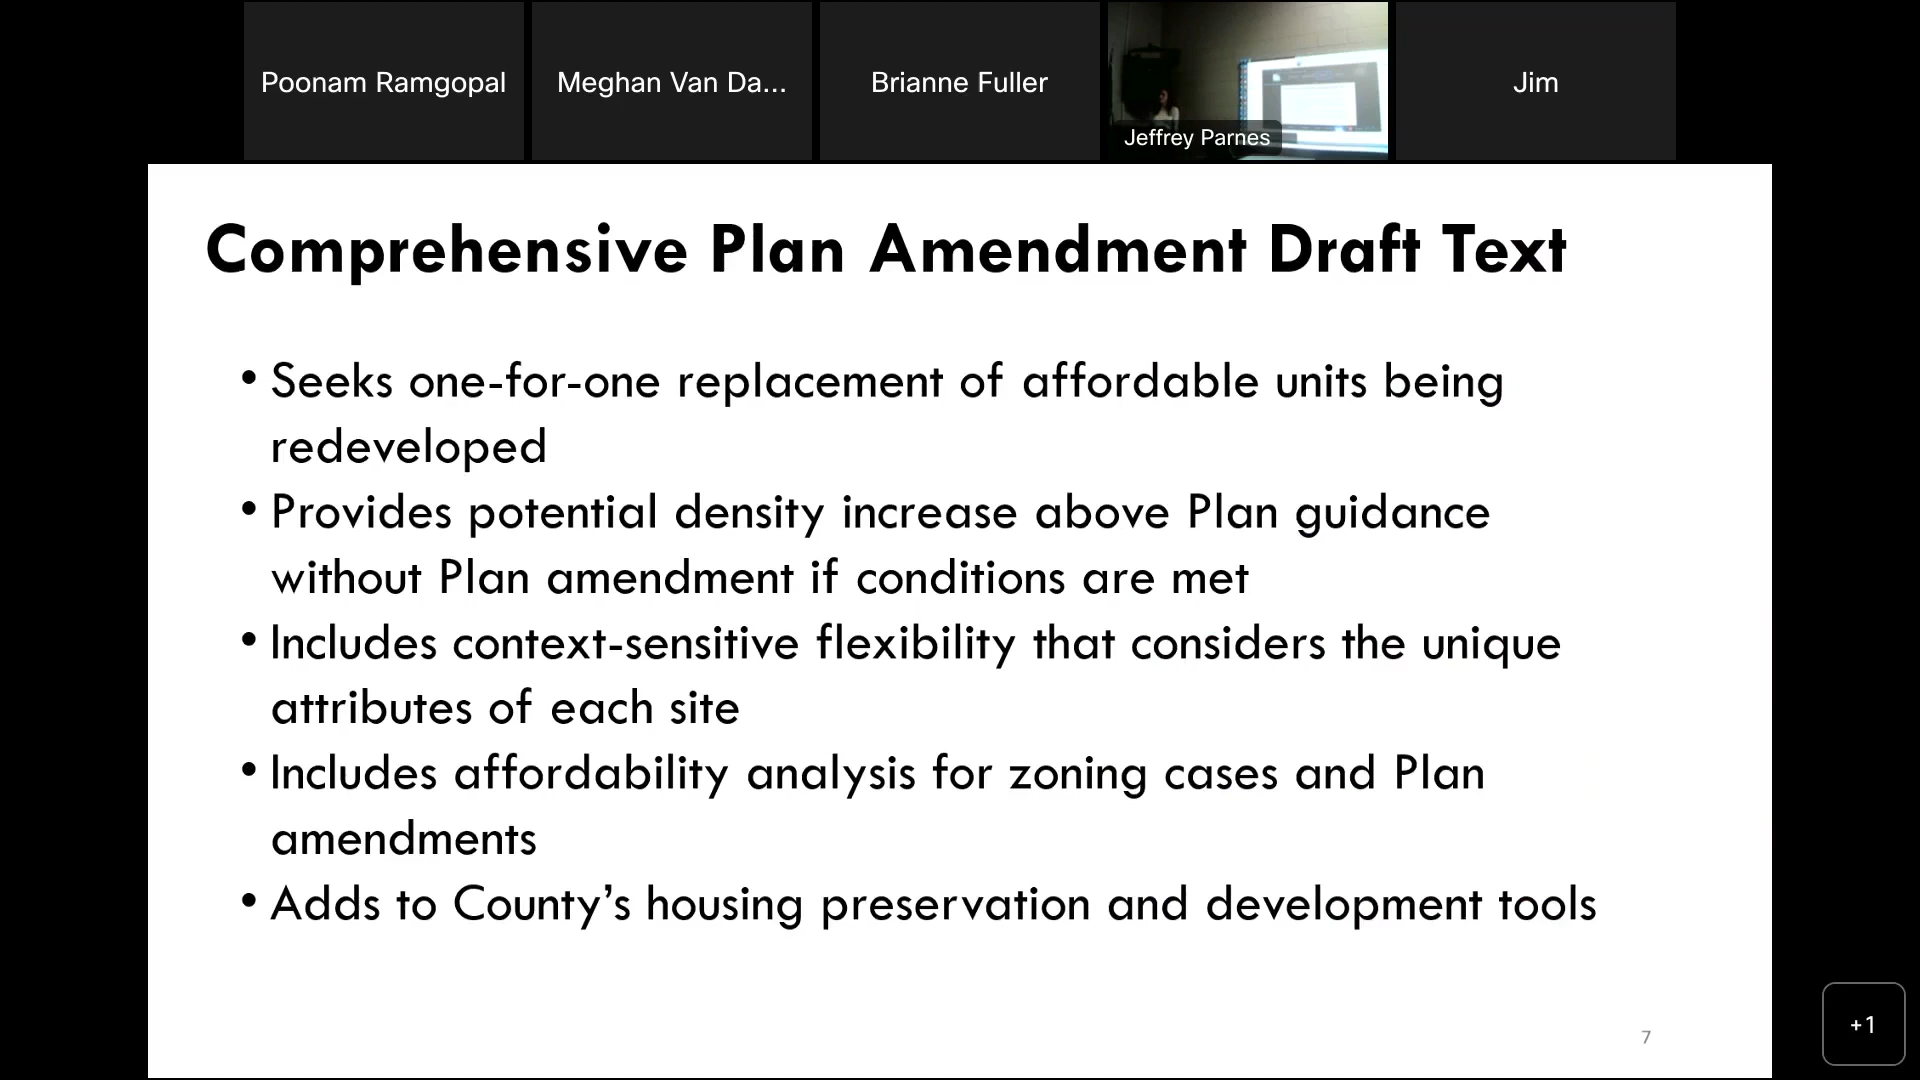 Poonam Ramgopal
Meghan Van Da...
Brianne Fuller
Jeffrey Parnes
Jim
Comprehensive Plan Amendment Draft Text
• Seeks one-for-one replacement of affordable units being
redeveloped
• Provides potential density increase above Plan guidance
without Plan amendment if conditions are met
• Includes context-sensitive flexibility that considers the unique
attributes of each site
• Includes affordability analysis for zoning cases and Plan
amendments
• Adds to County’s housing preservation and development tools
7
+1